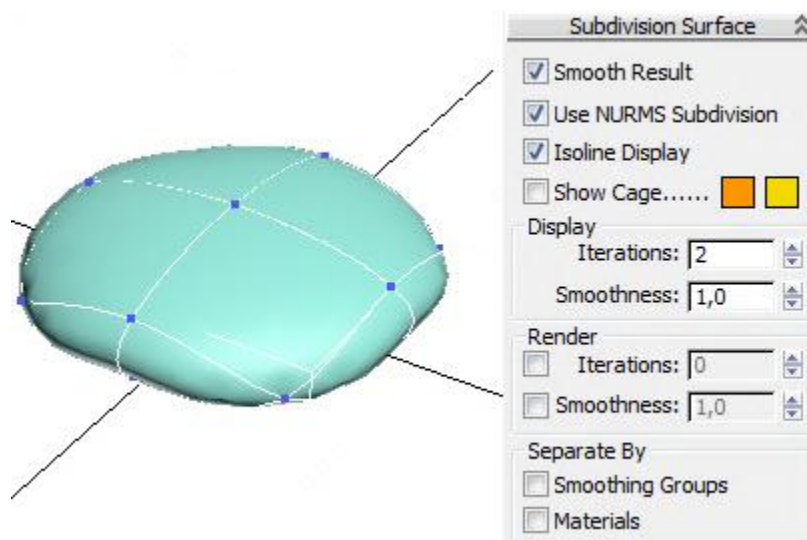 Subdivision Surface
Smooth Result
Use NURMS Subdivision
Isoline Display
Show Cage......
Display
Iterations: 2
Smoothness: 1,0
Render
Iterations: 0
Smoothness: 1,0
Separate By
Smoothing Groups
Materials